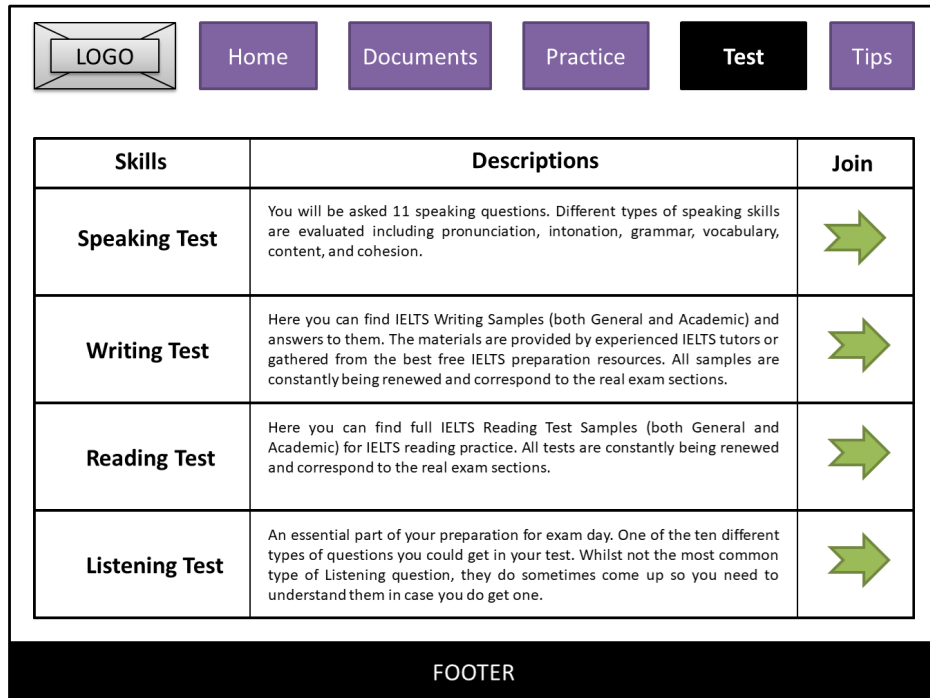 LOGO
Home
Documents
Practice
Test
Tips
Skills
Descriptions
Join
Speaking Test
You will be asked 11 speaking questions. Different types of speaking skills
are evaluated including pronunciation, intonation, grammar, vocabulary,
content, and cohesion.
Writing Test
Here you can find IELTS Writing Samples (both General and Academic) and
answers to them. The materials are provided by experienced IELTS tutors or
gathered from the best free IELTS preparation resources. All samples are
constantly being renewed and correspond to the real exam sections.
Reading Test
Here you can find full IELTS Reading Test Samples (both General and
Academic) for IELTS reading practice. All tests are constantly being renewed
and correspond to the real exam sections.
Listening Test
An essential part of your preparation for exam day. One of the ten different
types of questions you could get in your test. Whilst not the most common
type of Listening question, they do sometimes come up so you need to
understand them in case you do get one.
FOOTER